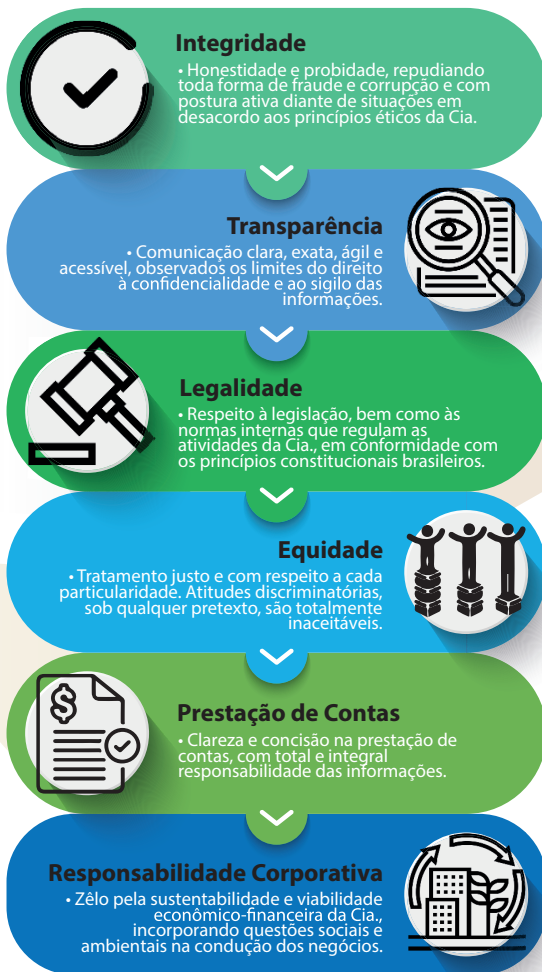 Integridade
• Honestidade e probidade, repudiando
toda forma de fraude e corrupção e com
postura ativa diante de situações em
desacordo aos princípios éticos da Cia.
Transparência
• Comunicação clara, exata, ágil e
acessível, observados os limites do direito
à confidencialidade e ao sigilo das
informações.
Legalidade
• Respeito à legislação, bem como às
normas internas que regulam as
atividades da Cia., em conformidade com
os princípios constitucionais brasileiros.
Equidade
• Tratamento justo e com respeito a cada
particularidade. Atitudes discriminatórias,
sob qualquer pretexto, são totalmente
inaceitáveis.
Prestação de Contas
• Clareza e concisão na prestação de
contas, com total e integral
responsabilidade das informações.
Responsabilidade Corporativa
• Zêlo pela sustentabilidade e viabilidade
econômico-financeira da Cia.,
incorporando questões sociais e
ambientais na condução dos negócios.